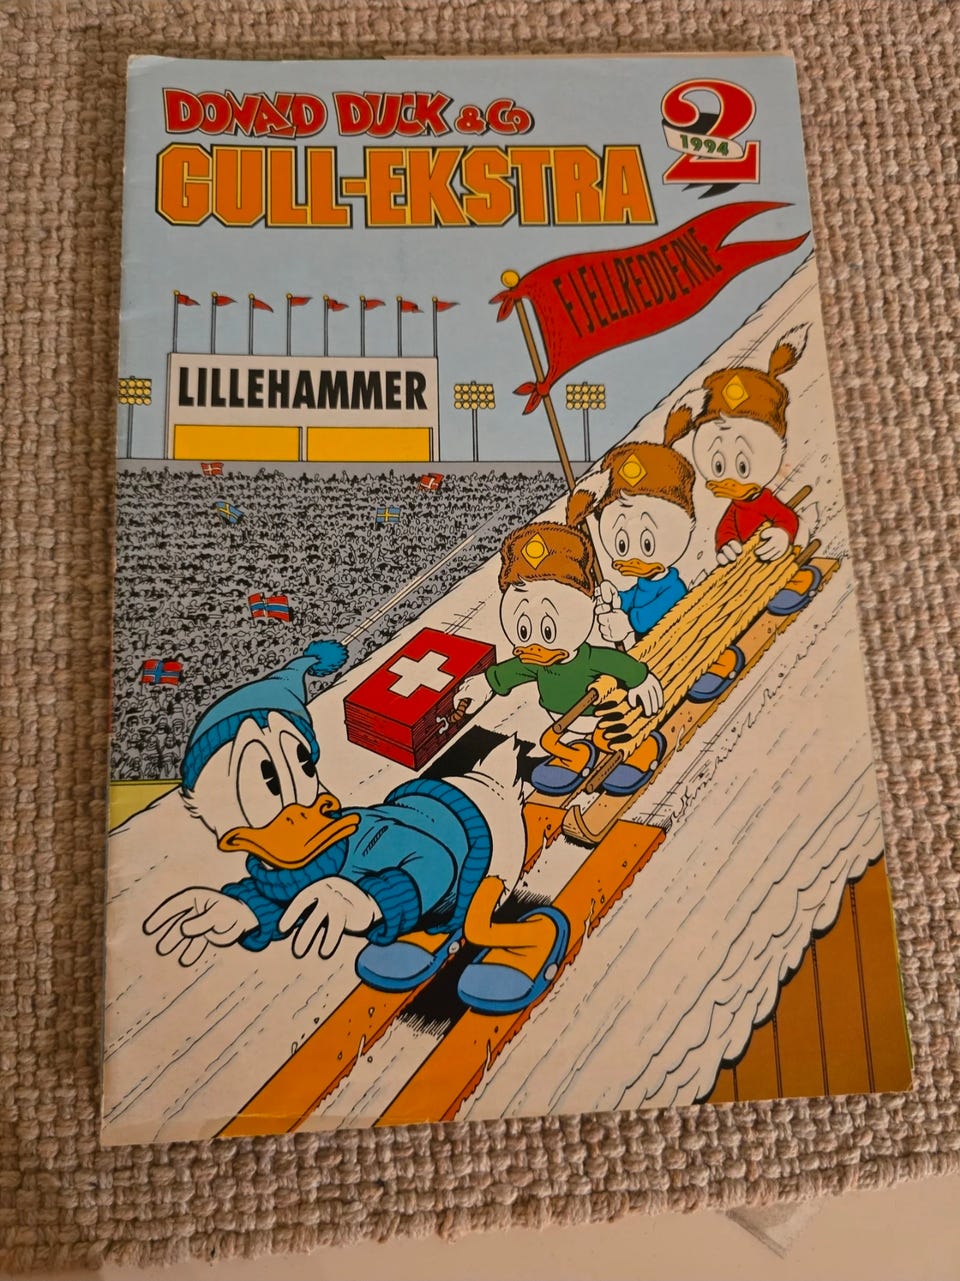 DONALD DUCK & Co
GULL-EKSTRA
2
1994
FJELLREDDERNE
LILLEHAMMER